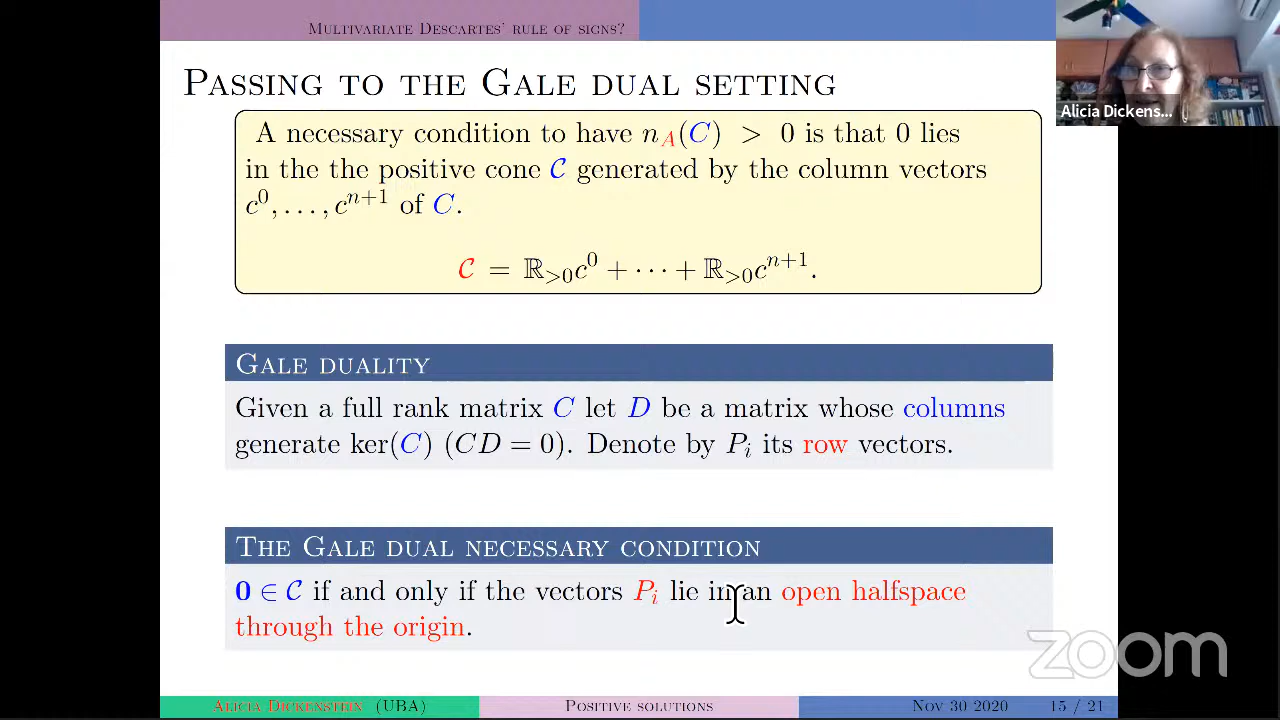 Multivariate Descartes' rule of signs?
Passing to the Gale dual setting
A necessary condition to have n_A(C) > 0 is that 0 lies
in the the positive cone 𝒞 generated by the column vectors
c^0, . . . , c^{n+1} of C.
𝒞 = ℝ_{>0}c^0 + · · · + ℝ_{>0}c^{n+1}.
Gale duality
Given a full rank matrix C let D be a matrix whose columns
generate ker(C) (CD = 0). Denote by P_i its row vectors.
The Gale dual necessary condition
0 ∈ 𝒞 if and only if the vectors P_i lie in an open halfspace
through the origin.
Alicia Dickens...
zoom
Alicia Dickenstein (UBA)
Positive solutions
Nov 30 2020
15 / 21